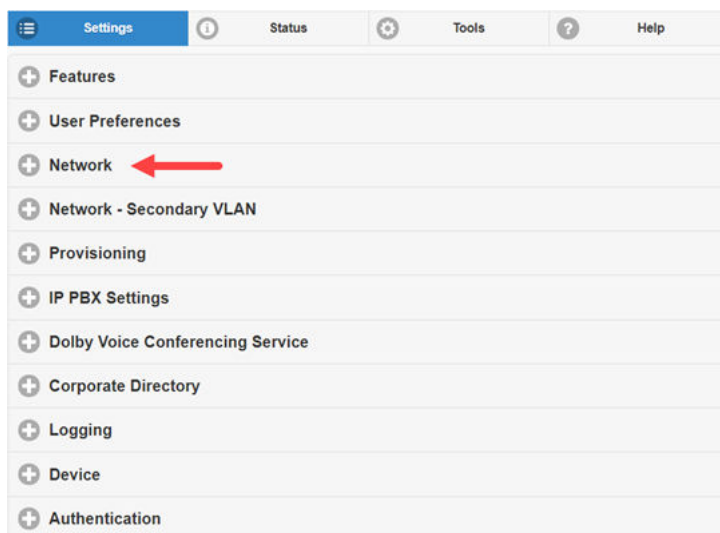 Settings Status Tools Help
Features
User Preferences
Network
Network - Secondary VLAN
Provisioning
IP PBX Settings
Dolby Voice Conferencing Service
Corporate Directory
Logging
Device
Authentication